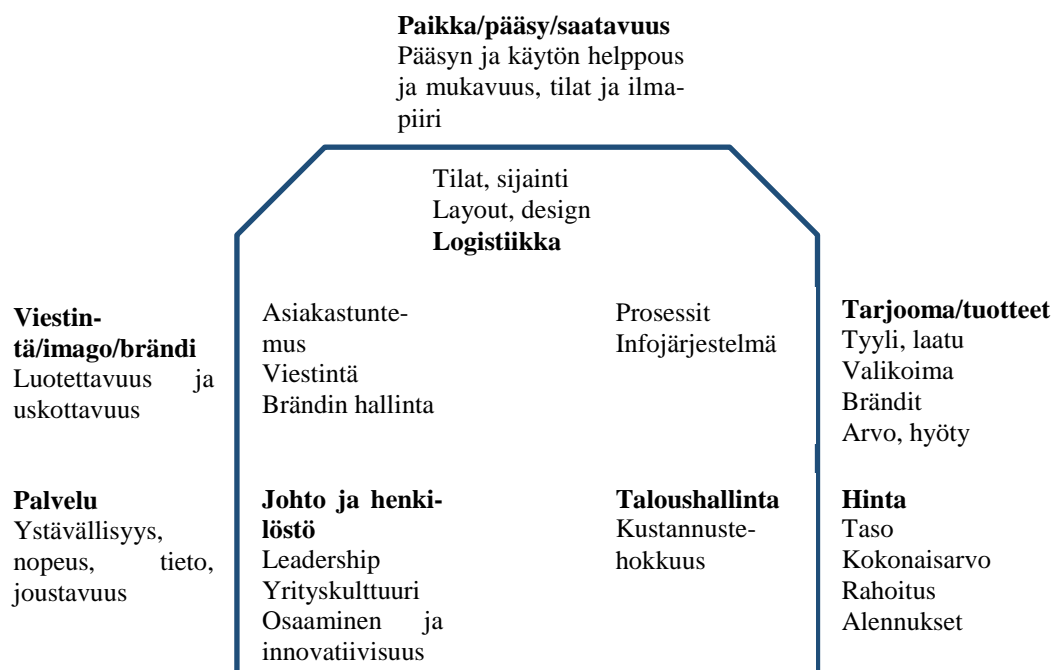 Paikka/pääsy/saatavuus
Pääsyn ja käytön helppous
ja mukavuus, tilat ja ilma-
piiri
Tilat, sijainti
Layout, design
Logistiikka
Viestin-
tä/imago/brändi
Luotettavuus ja
uskottavuus
Asiakastunte-
mus
Viestintä
Brändin hallinta
Prosessit
Infojärjestelmä
Tarjooma/tuotteet
Tyyli, laatu
Valikoima
Brändit
Arvo, hyöty
Palvelu
Ystävällisyys,
nopeus, tieto,
joustavuus
Johto ja henki-
löstö
Leadership
Yrityskulttuuri
Osaaminen ja
innovatiivisuus
Taloushallinta
Kustannuste-
hokkuus
Hinta
Taso
Kokonaisarvo
Rahoitus
Alennukset